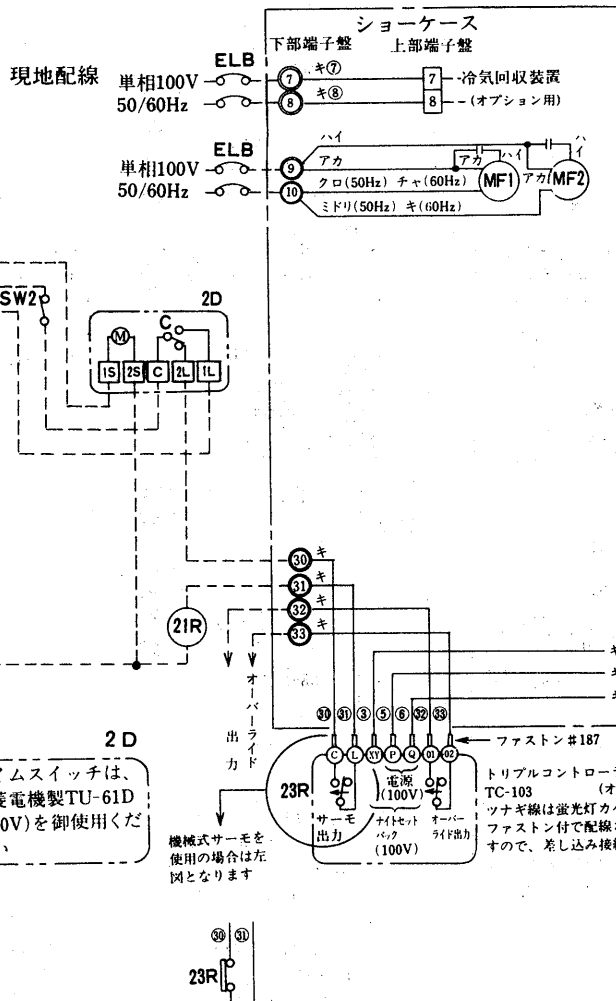 ショーケース
下部端子盤 上部端子盤
現地配線
単相100V
50/60Hz
ELB
7 キ⑦ 7 冷気回収装置
8 キ⑧ 8 (オプション用)
単相100V
50/60Hz
ELB
9
10
ハイ
アカ
クロ(50Hz) チャ(60Hz)
ミドリ(50Hz) キ(60Hz)
アカ ハイ
MF1
アカ ハイ
MF2
SW2
2D
M C
1S 2S C 2L 1L
30 キ
31 キ
32 キ
33 キ
21R
オーバーライド
出力
㉚ ㉛ ③ ⑤ ⑥ ㉜ ㉝
キ
キ
キ
ファストン#187
C L XY P Q 01 02
23R
電源
(100V)
サーモ
出力
ナイトセット
バック
(100V)
オーバー
ライド出力
2D
イムスイッチは、
菱電機製TU-61D
0V)を御使用くだ
い
機械式サーモを
使用の場合は左
図となります
トリプルコントロー
TC-103 (オ
ツナギ線は蛍光灯カ
ファストン付で配線
すので、差し込み接
㉚ ㉛
23R